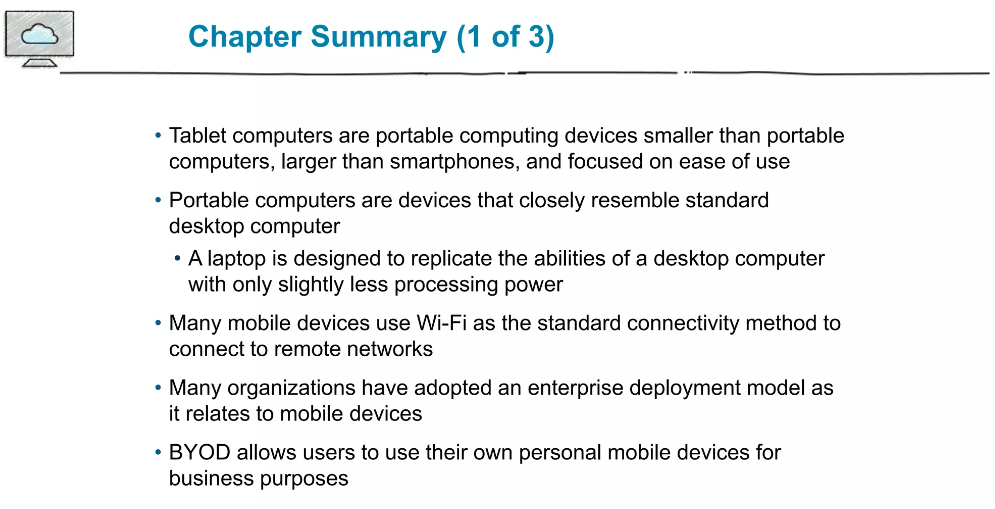 Chapter Summary (1 of 3)
• Tablet computers are portable computing devices smaller than portable
computers, larger than smartphones, and focused on ease of use
• Portable computers are devices that closely resemble standard
desktop computer
• A laptop is designed to replicate the abilities of a desktop computer
with only slightly less processing power
• Many mobile devices use Wi-Fi as the standard connectivity method to
connect to remote networks
• Many organizations have adopted an enterprise deployment model as
it relates to mobile devices
• BYOD allows users to use their own personal mobile devices for
business purposes